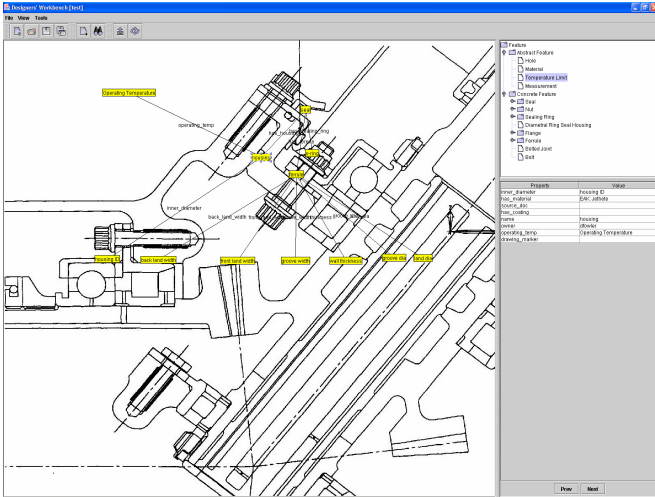 Designers' Workbench [test]
File View Tools
Operating Temperature
operating_temp
seal
housing
o-ring
ferrule
inner_diameter
back_land_width
housing ID
back land width
front land width
groove width
wall thickness
groove dia
land dia
Feature
Abstract Feature
Hole
Material
Temperature Limit
Measurement
Concrete Feature
Seal
Nut
Sealing Ring
Diametral Ring Seal Housing
Flange
Ferrule
Bolted Joint
Bolt
Property Value
inner_diameter housing ID
has_material EAK:Jethete
source_doc
has_coating
name housing
owner dfowler
operating_temp Operating Temperature
drawing_marker
Prev Next